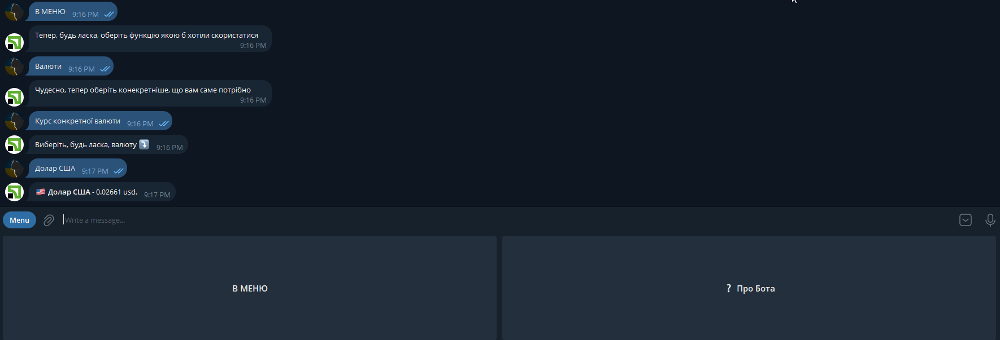 В МЕНЮ 9:16 PM
Тепер, будь ласка, оберіть функцію якою б хотіли скористатися
9:16 PM
Валюти 9:16 PM
Чудесно, тепер оберіть конекретніше, що вам саме потрібно
9:16 PM
Курс конкретної валюти 9:16 PM
Виберіть, будь ласка, валюту ⤵️ 9:16 PM
Долар США 9:17 PM
🇺🇸 Долар США - 0.02661 usd. 9:17 PM
Menu Write a message...
В МЕНЮ ? Про Бота